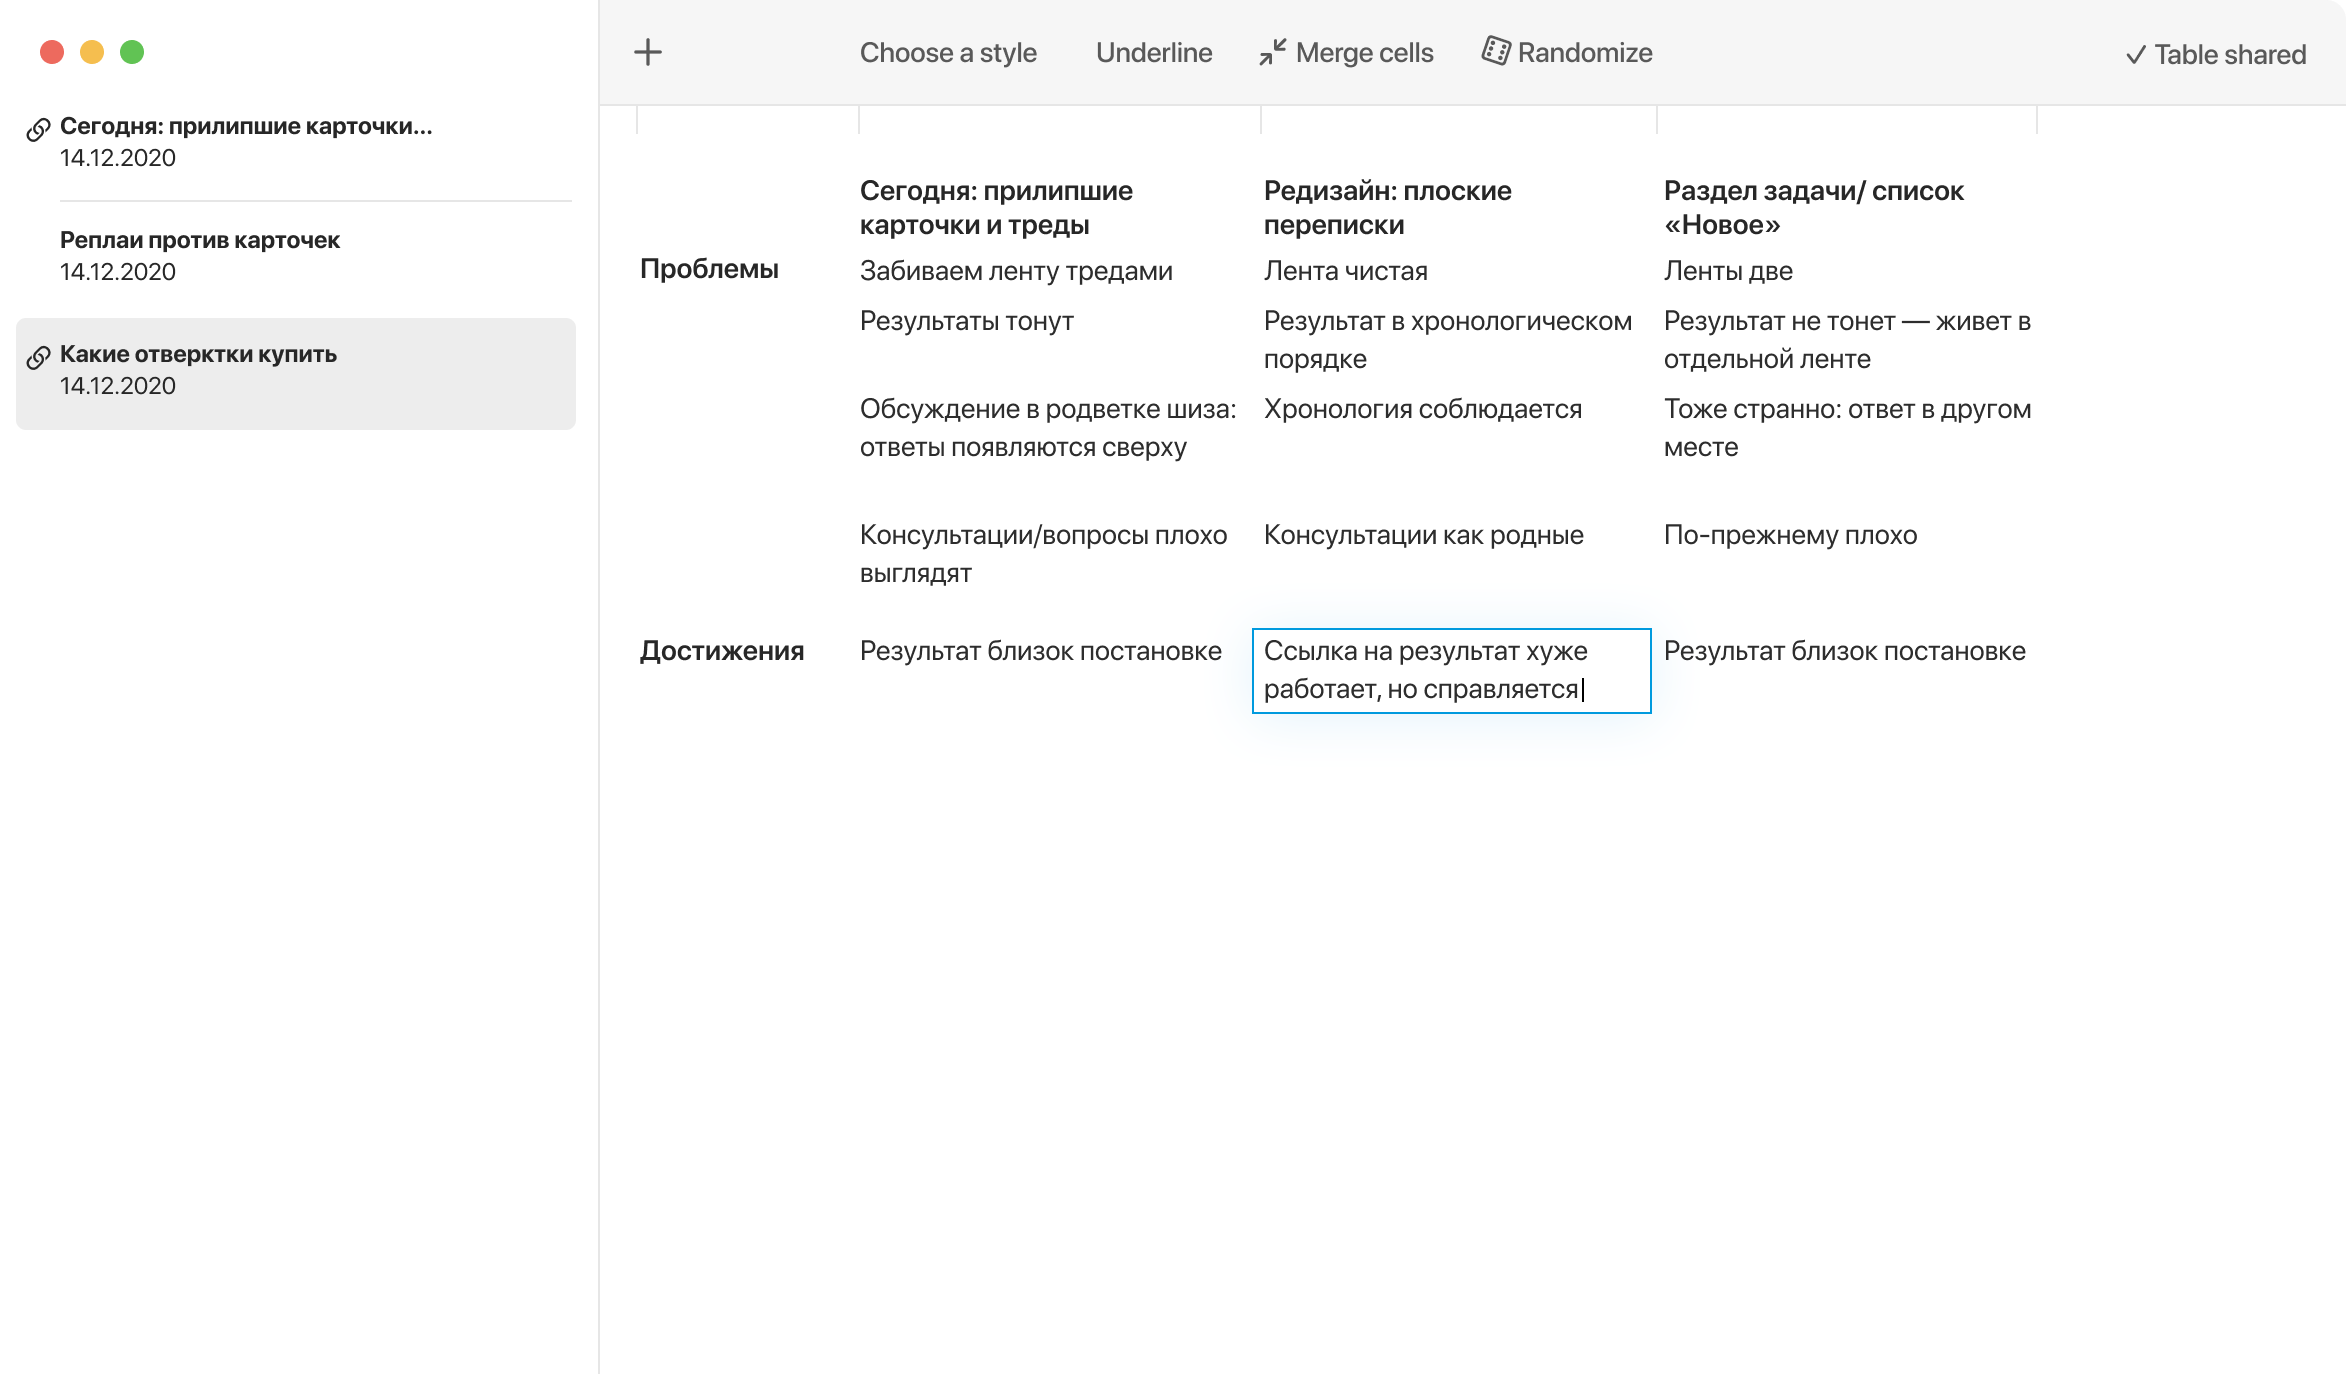 Choose a style
Underline
Merge cells
Randomize
Table shared
Сегодня: прилипшие карточки...
14.12.2020
Реплаи против карточек
14.12.2020
Какие отверктки купить
14.12.2020
Сегодня: прилипшие
карточки и треды
Редизайн: плоские
переписки
Раздел задачи/ список
«Новое»
Проблемы
Забиваем ленту тредами
Лента чистая
Ленты две
Результаты тонут
Результат в хронологическом
порядке
Результат не тонет — живет в
отдельной ленте
Обсуждение в родветке шиза:
ответы появляются сверху
Хронология соблюдается
Тоже странно: ответ в другом
месте
Консультации/вопросы плохо
выглядят
Консультации как родные
По-прежнему плохо
Достижения
Результат близок постановке
Ссылка на результат хуже
работает, но справляется
Результат близок постановке